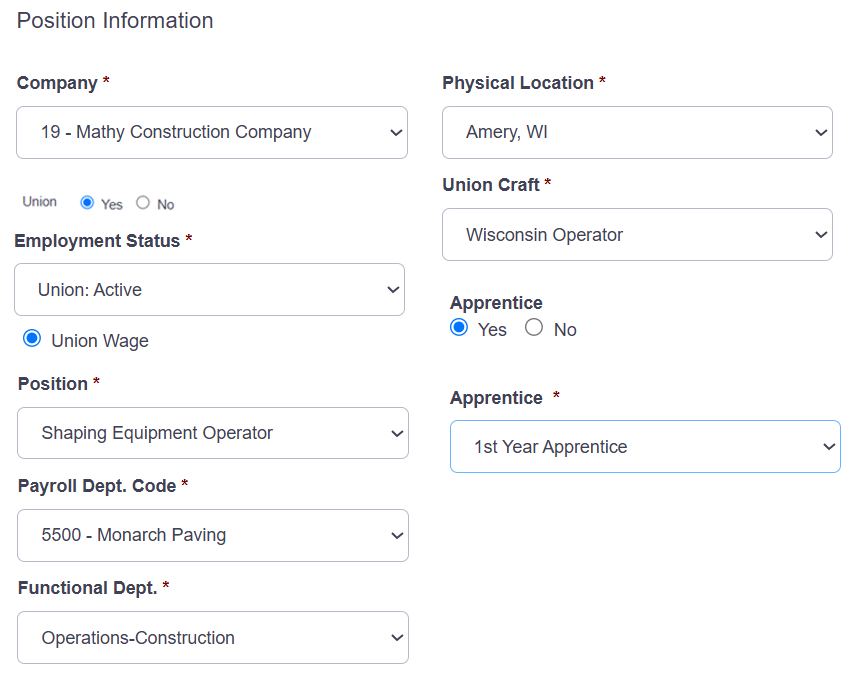 Position Information
Company *
19 - Mathy Construction Company
Union Yes No
Employment Status *
Union: Active
Union Wage
Position *
Shaping Equipment Operator
Payroll Dept. Code *
5500 - Monarch Paving
Functional Dept. *
Operations-Construction
Physical Location *
Amery, WI
Union Craft *
Wisconsin Operator
Apprentice
Yes No
Apprentice *
1st Year Apprentice